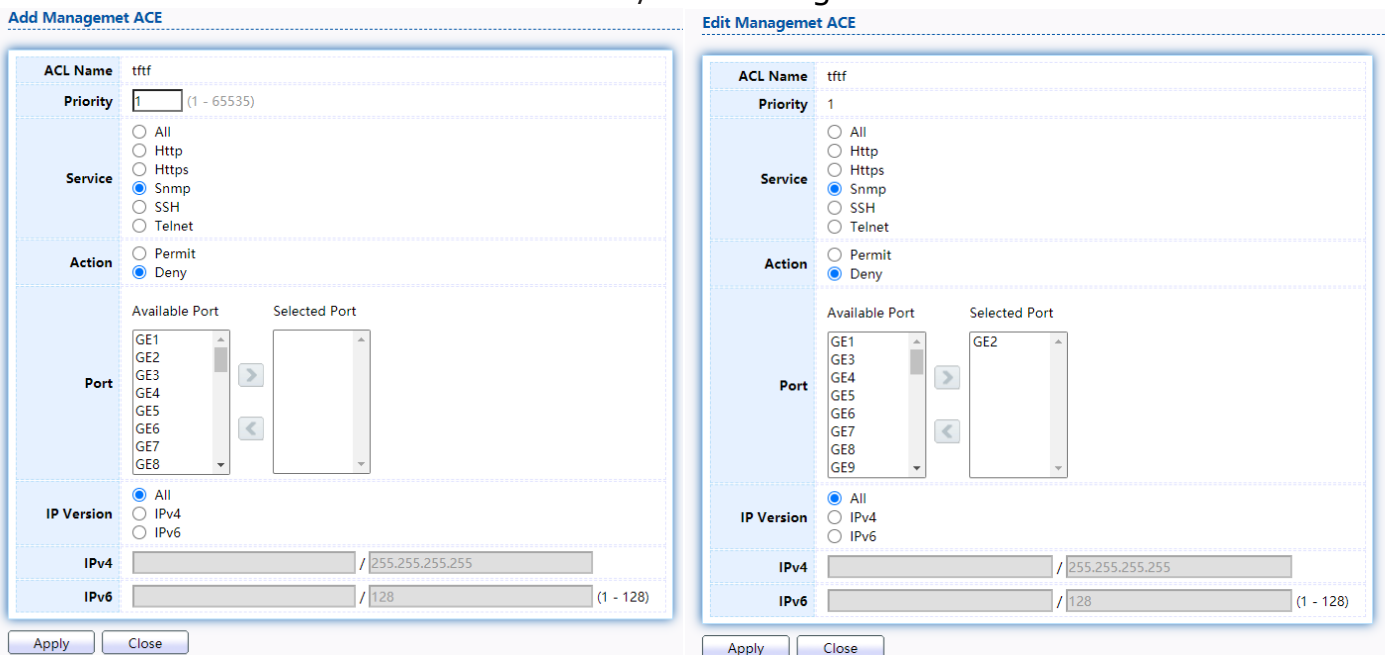 Add Managemet ACE
ACL Name tftf
Priority 1 (1 - 65535)
Service
All
Http
Https
Snmp
SSH
Telnet
Action
Permit
Deny
Port
Available Port Selected Port
GE1
GE2
GE3
GE4
GE5
GE6
GE7
GE8
IP Version
All
IPv4
IPv6
IPv4 / 255.255.255.255
IPv6 / 128 (1 - 128)
Apply Close
Edit Managemet ACE
ACL Name tftf
Priority 1
Service
All
Http
Https
Snmp
SSH
Telnet
Action
Permit
Deny
Port
Available Port Selected Port
GE1 GE2
GE3
GE4
GE5
GE6
GE7
GE8
GE9
IP Version
All
IPv4
IPv6
IPv4 / 255.255.255.255
IPv6 / 128 (1 - 128)
Apply Close